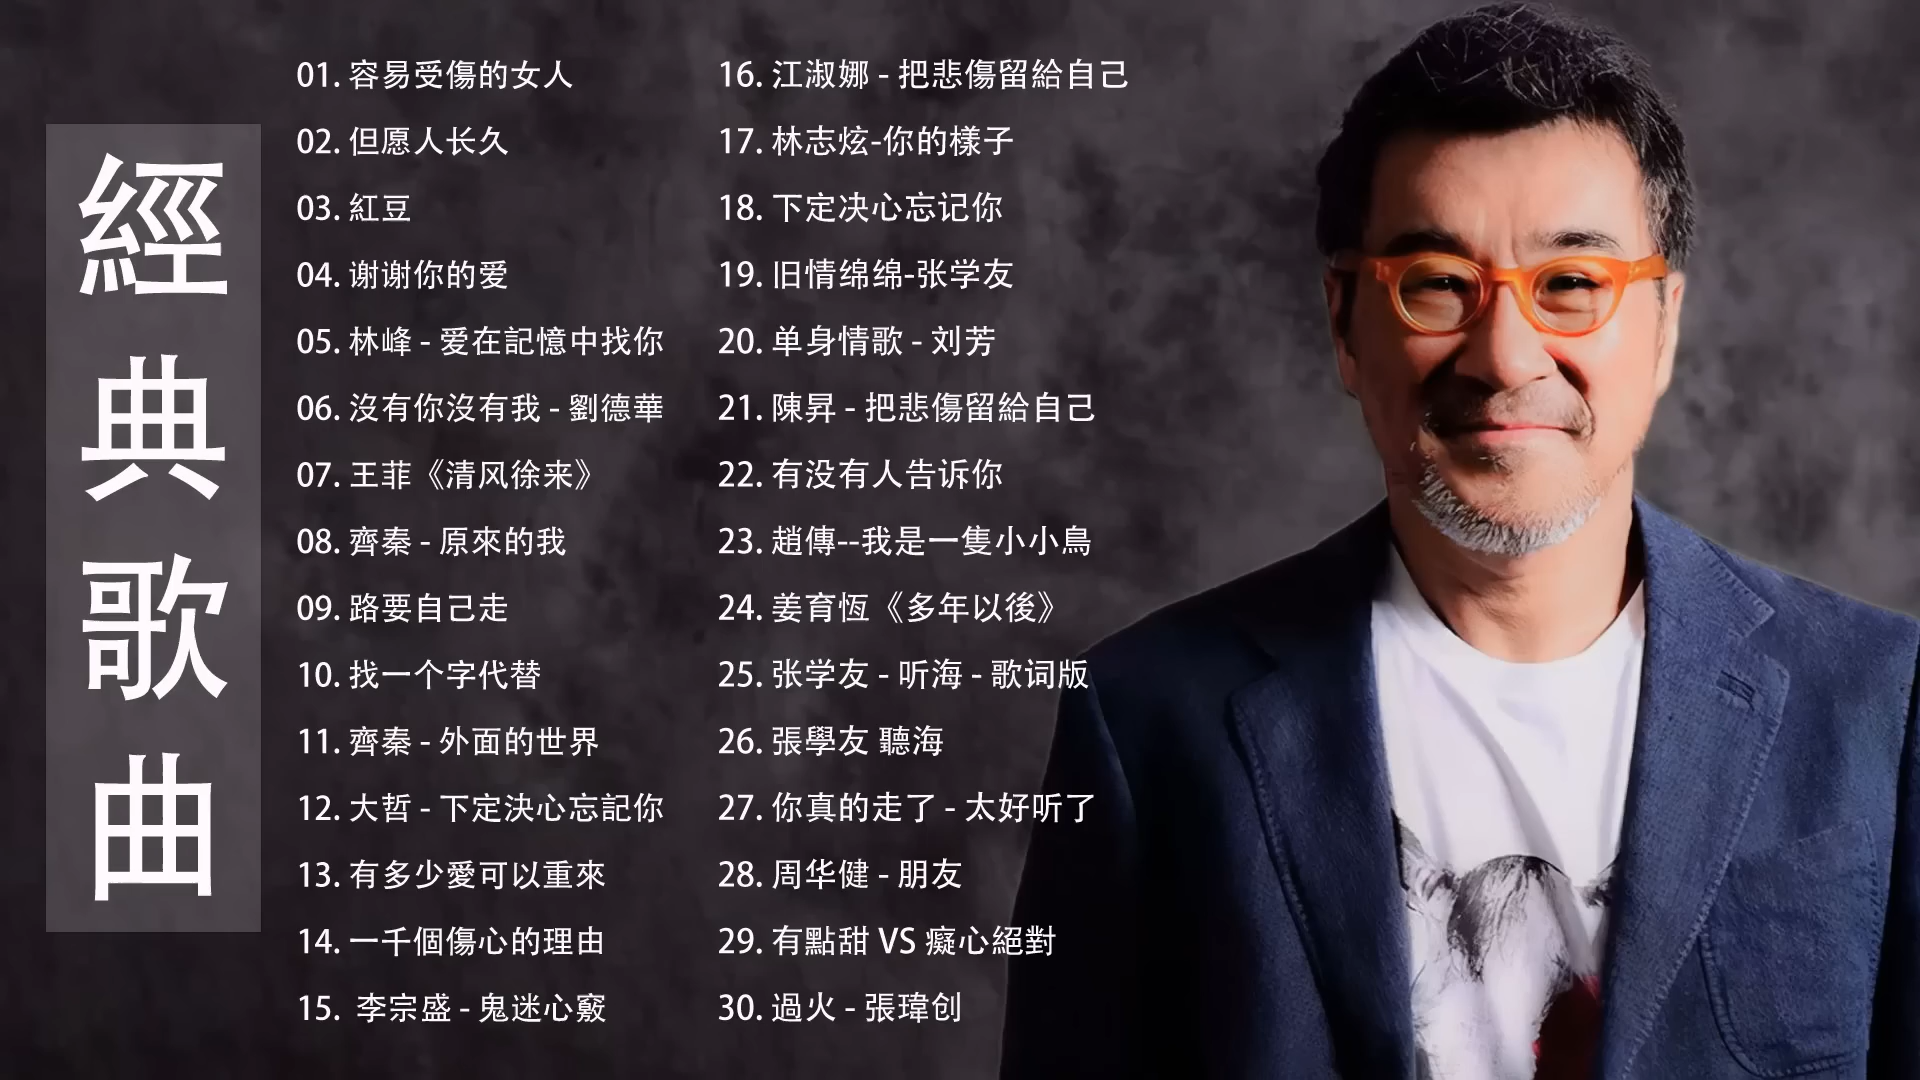 經典歌曲
01. 容易受傷的女人
02. 但愿人长久
03. 紅豆
04. 谢谢你的爱
05. 林峰 - 爱在記憶中找你
06. 沒有你沒有我 - 劉德華
07. 王菲《清风徐来》
08. 齊秦 - 原來的我
09. 路要自己走
10. 找一个字代替
11. 齊秦 - 外面的世界
12. 大哲 - 下定決心忘記你
13. 有多少愛可以重來
14. 一千個傷心的理由
15. 李宗盛 - 鬼迷心竅
16. 江淑娜 - 把悲傷留給自己
17. 林志炫-你的樣子
18. 下定决心忘记你
19. 旧情绵绵-张学友
20. 单身情歌 - 刘芳
21. 陳昇 - 把悲傷留給自己
22. 有没有人告诉你
23. 趙傳--我是一隻小小鳥
24. 姜育恆《多年以後》
25. 张学友 - 听海 - 歌词版
26. 張學友 聽海
27. 你真的走了 - 太好听了
28. 周华健 - 朋友
29. 有點甜 VS 癡心絕對
30. 過火 - 張瑋创